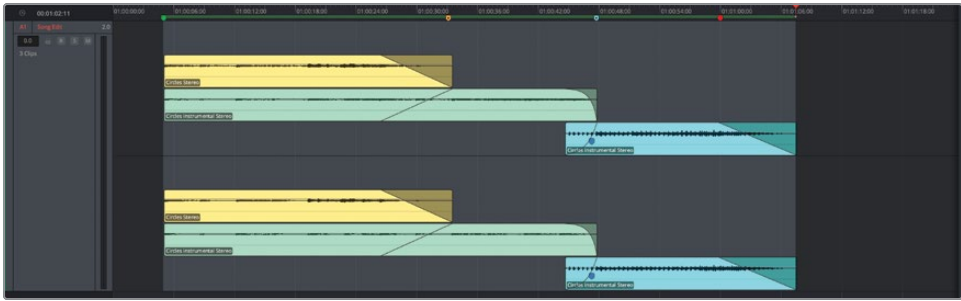 00:01:02:11
01:00:00:00 01:00:06:00 01:00:12:00 01:00:18:00 01:00:24:00 01:00:30:00 01:00:36:00 01:00:42:00 01:00:48:00 01:00:54:00 01:01:00:00 01:01:06:00 01:01:12:00 01:01:18:00
A1 Song Edit 2.0
0.0 R S M
3 Clips
Circles Stereo
Circles Instrumental Stereo
Circles Instrumental Stereo
Circles Stereo
Circles Instrumental Stereo
Circles Instrumental Stereo